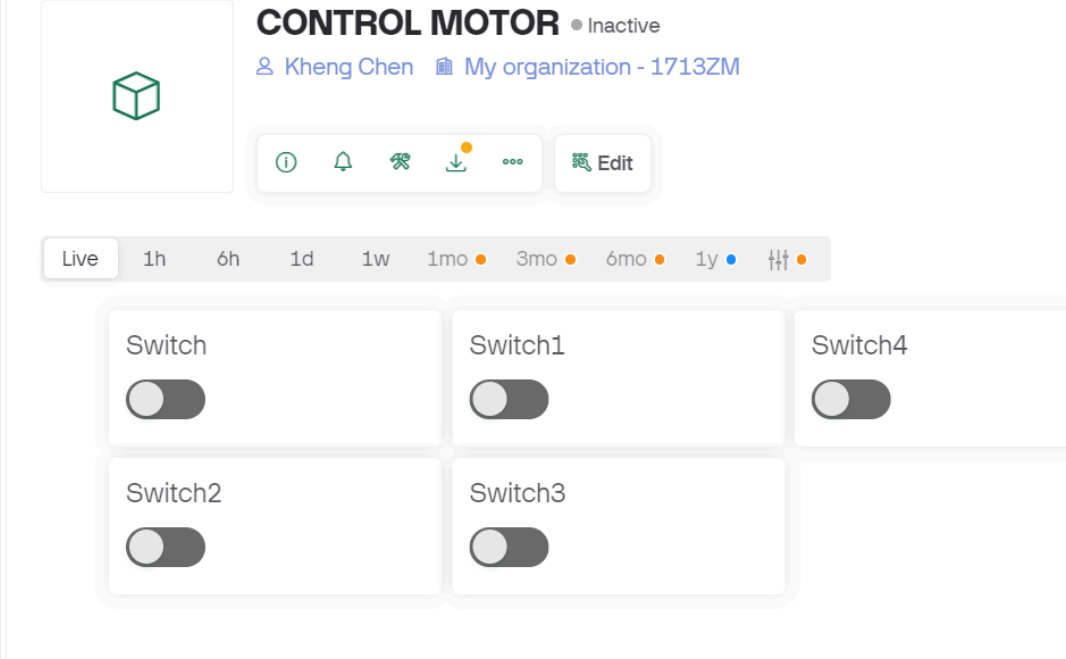 CONTROL MOTOR Inactive
Kheng Chen My organization - 1713ZM
Edit
Live 1h 6h 1d 1w 1mo 3mo 6mo 1y
Switch Switch1 Switch4
Switch2 Switch3